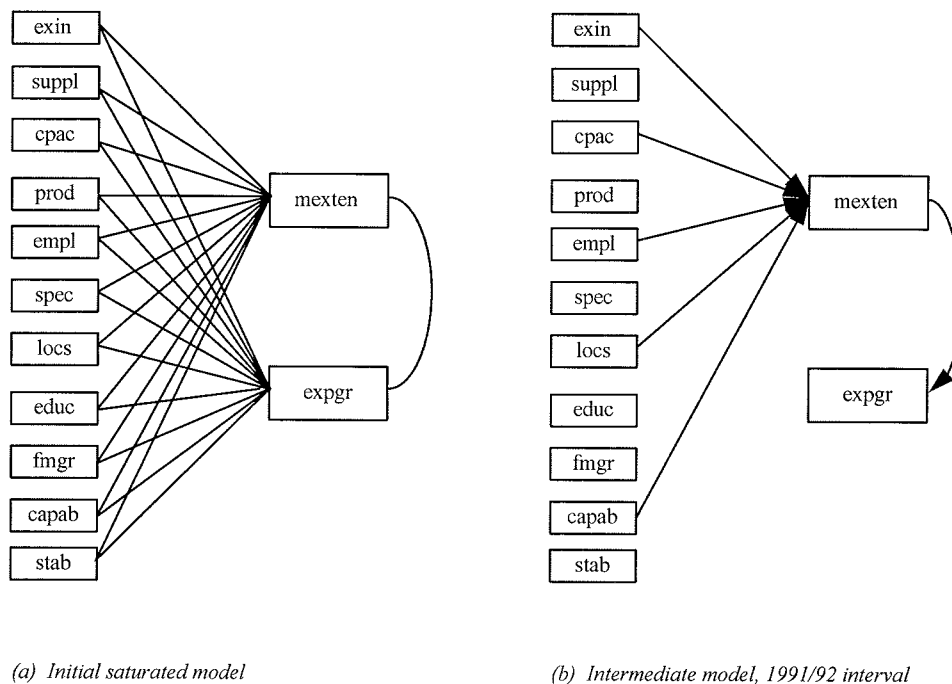 exin
suppl
cpac
prod
empl
spec
locs
educ
fmgr
capab
stab
mexten
expgr
(a) Initial saturated model
exin
suppl
cpac
prod
empl
spec
locs
educ
fmgr
capab
stab
mexten
expgr
(b) Intermediate model, 1991/92 interval